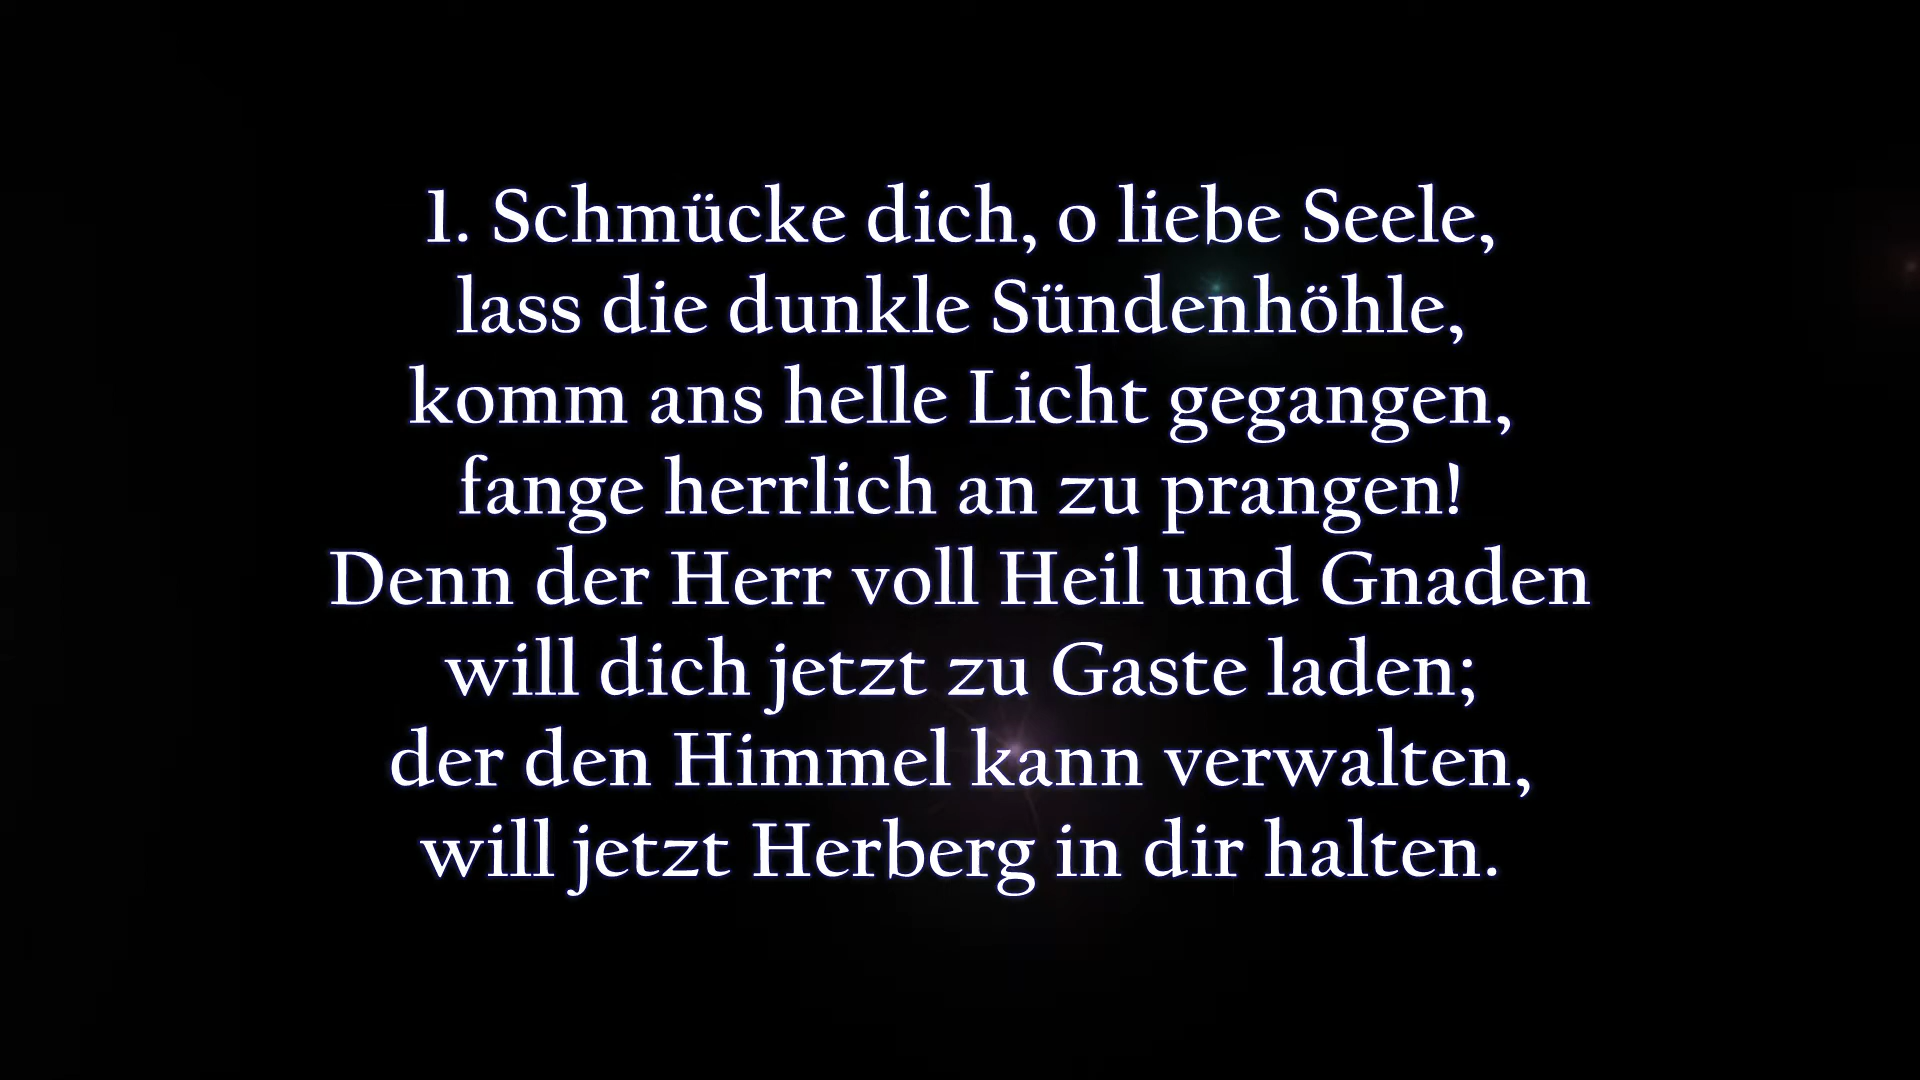 1. Schmücke dich, o liebe Seele,
lass die dunkle Sündenhöhle,
komm ans helle Licht gegangen,
fange herrlich an zu prangen!
Denn der Herr voll Heil und Gnaden
will dich jetzt zu Gaste laden;
der den Himmel kann verwalten,
will jetzt Herberg in dir halten.